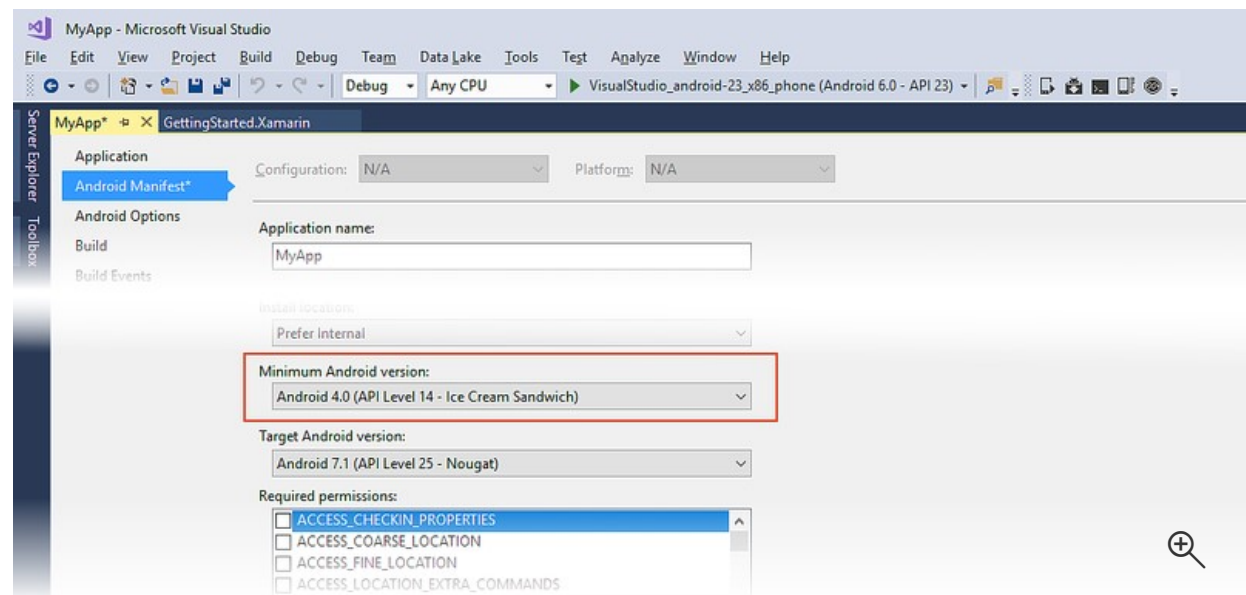 MyApp - Microsoft Visual Studio
File Edit View Project Build Debug Team Data Lake Tools Test Analyze Window Help
Debug Any CPU VisualStudio_android-23_x86_phone (Android 6.0 - API 23)
Server Explorer
Toolbox
MyApp* GettingStarted.Xamarin
Application
Android Manifest*
Android Options
Build
Build Events
Configuration: N/A Platform: N/A
Application name:
MyApp
Install location:
Prefer Internal
Minimum Android version:
Android 4.0 (API Level 14 - Ice Cream Sandwich)
Target Android version:
Android 7.1 (API Level 25 - Nougat)
Required permissions:
ACCESS_CHECKIN_PROPERTIES
ACCESS_COARSE_LOCATION
ACCESS_FINE_LOCATION
ACCESS_LOCATION_EXTRA_COMMANDS